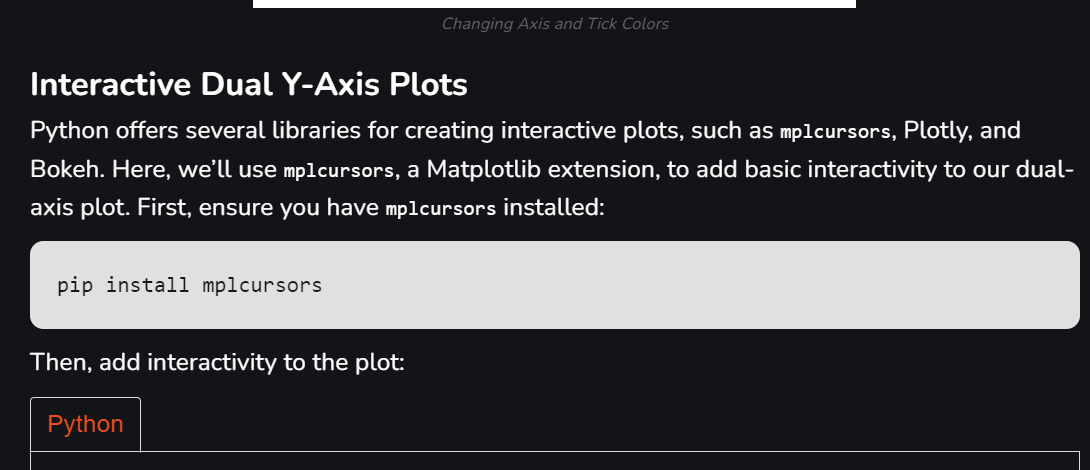 Changing Axis and Tick Colors
Interactive Dual Y-Axis Plots
Python offers several libraries for creating interactive plots, such as mplcursors, Plotly, and
Bokeh. Here, we’ll use mplcursors, a Matplotlib extension, to add basic interactivity to our dual-
axis plot. First, ensure you have mplcursors installed:
pip install mplcursors
Then, add interactivity to the plot:
Python